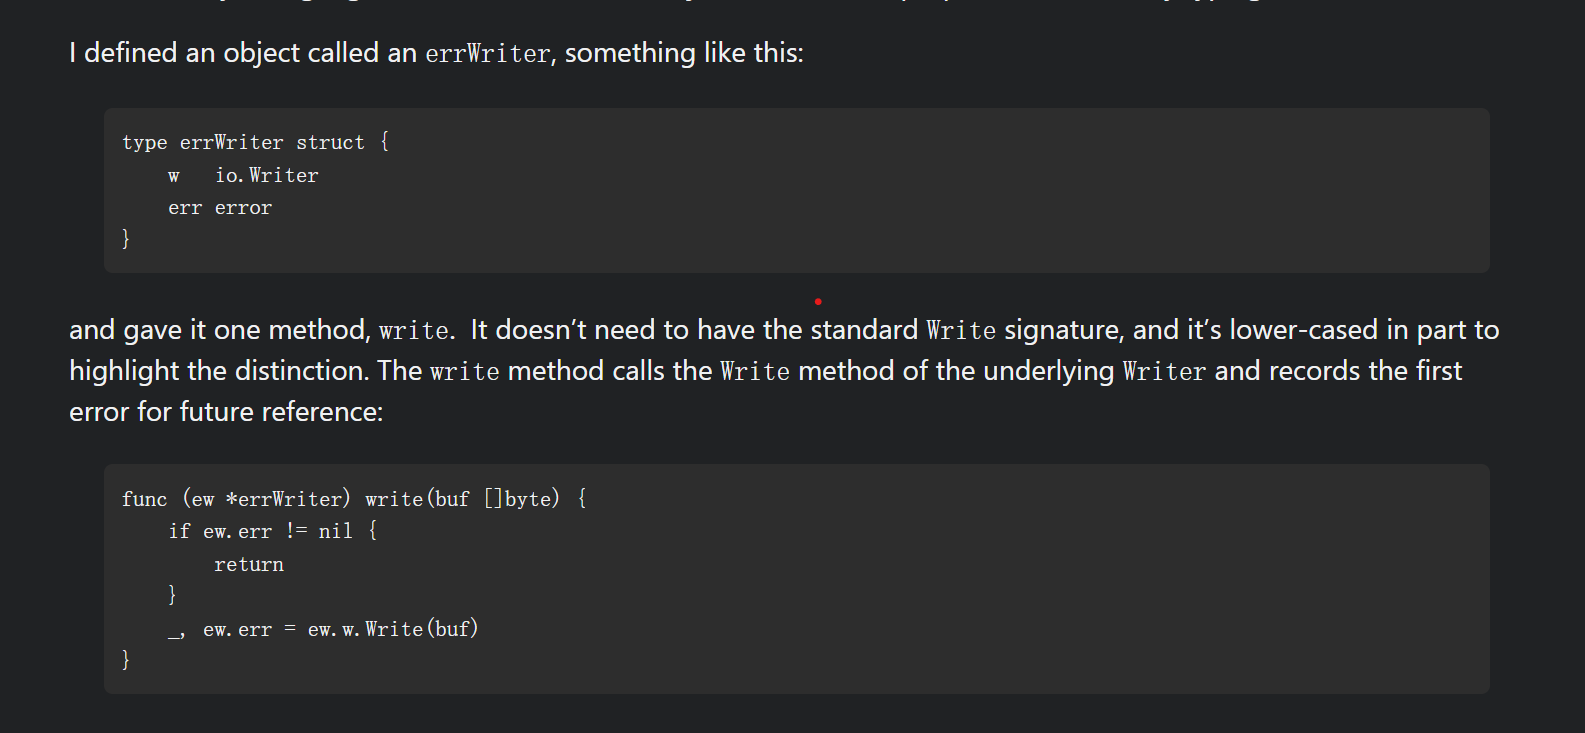 I defined an object called an errWriter, something like this:
type errWriter struct {
    w   io.Writer
    err error
}
and gave it one method, write.  It doesn’t need to have the standard Write signature, and it’s lower-cased in part to
highlight the distinction. The write method calls the Write method of the underlying Writer and records the first
error for future reference:
func (ew *errWriter) write(buf []byte) {
    if ew.err != nil {
        return
    }
    _, ew.err = ew.w.Write(buf)
}